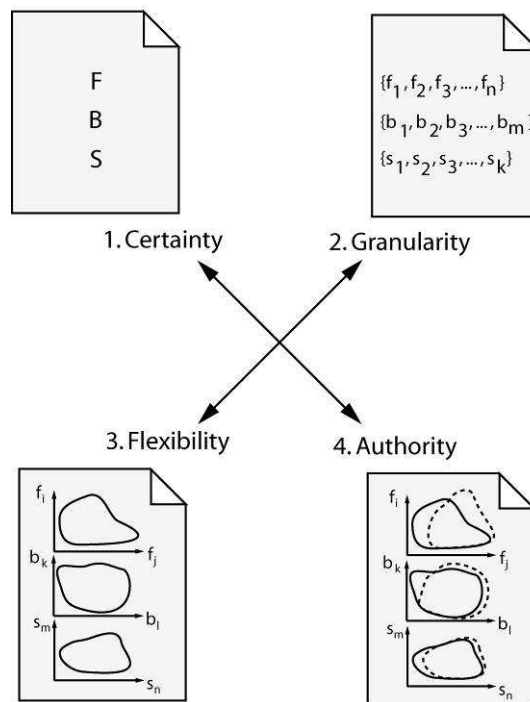 F
B
S
{f1, f2, f3, ..., fn}
{b1, b2, b3, ..., bm}
{s1, s2, s3, ..., sk}
1. Certainty
2. Granularity
3. Flexibility
4. Authority
fi
fj
bk
bl
sm
sn
fi
fj
bk
bl
sm
sn